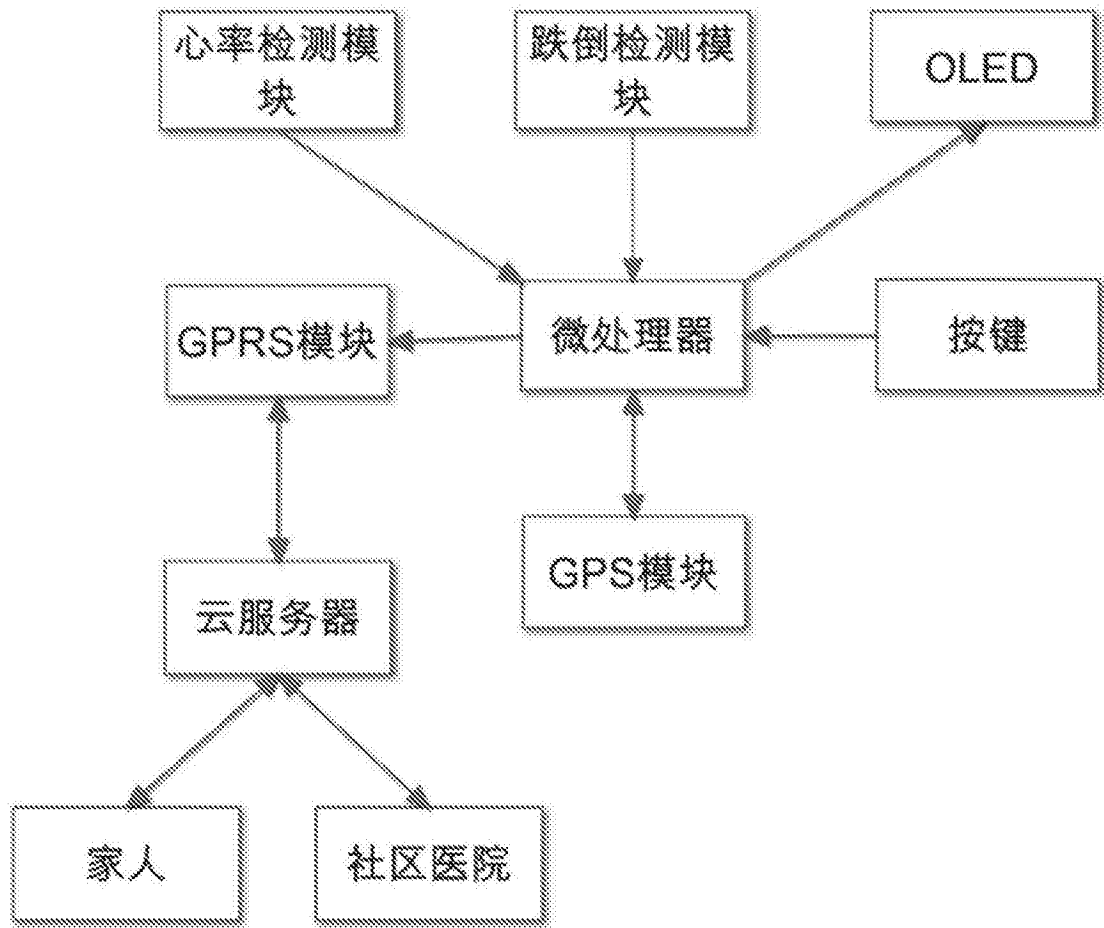 心率检测模
块
跌倒检测模
块
OLED
GPRS模块
微处理器
按键
GPS模块
云服务器
家人
社区医院